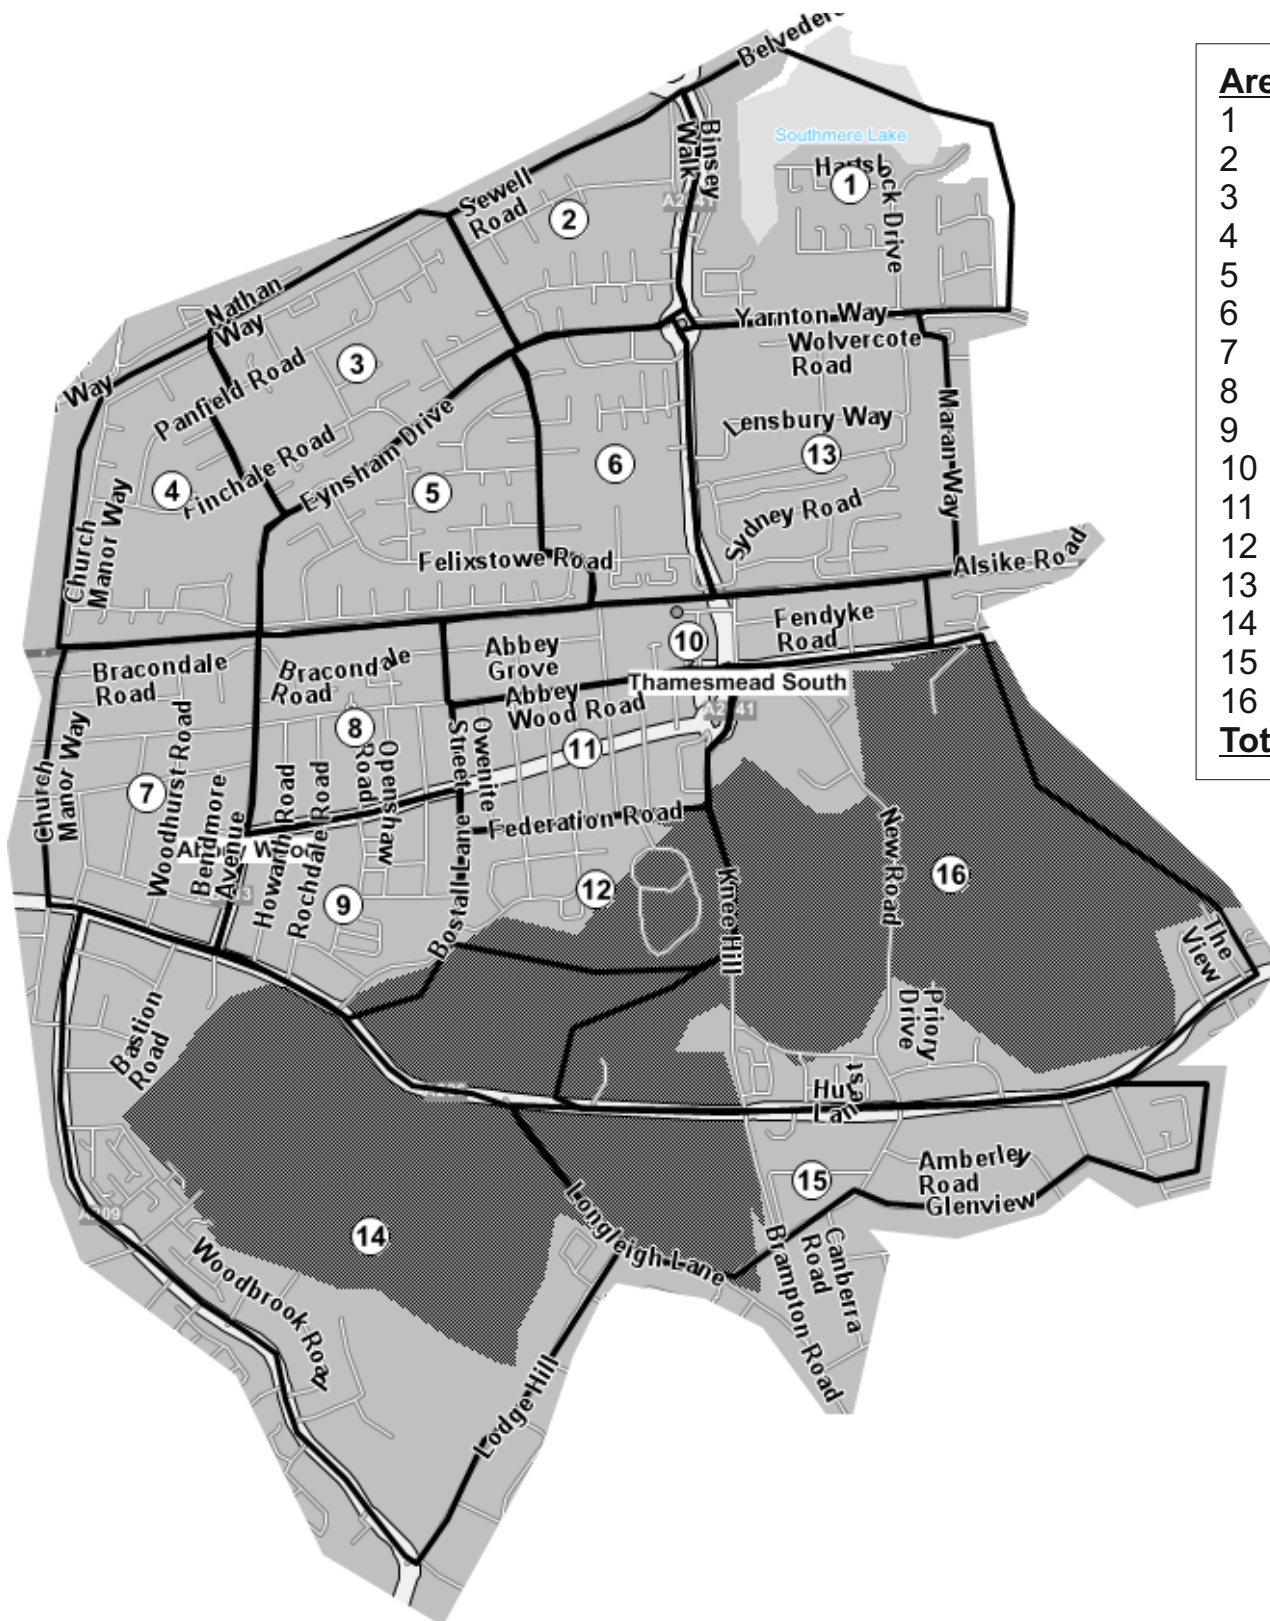 Belvedere
Binsey
Walk
Southmere Lake
Hartslock Drive
1
Sewell
Road
2
Nathan
Way
Way
Yarnton Way
Wolvercote
Road
3
Panfield Road
Maran Way
Lensbury Way
Eynsham Drive
Finchale Road
13
6
5
4
Sydney Road
Church
Manor Way
Felixstowe Road
Alsike Road
Fendyke
Road
10
Abbey
Grove
Bracondale
Road
Bracondale
Road
Thamesmead South
Abbey
Wood Road
A2041
Church
Manor Way
8
11
7
Woodhurst Road
Bendmore
Avenue
Howarth Road
Rochdale Road
Openshaw
Road
Owenite
Street
Federation Road
Abbey Wood
Bostall Lane
9
12
Knee Hill
New Road
16
The
View
Bastion
Road
Priory
Drive
Hurst
Lane
Amberley
Road
Glenview
15
14
A209
Longleigh Lane
Woodbrook Road
Brampton Road
Canberra
Road
Lodge Hill
Are
1
2
3
4
5
6
7
8
9
10
11
12
13
14
15
16
Tot